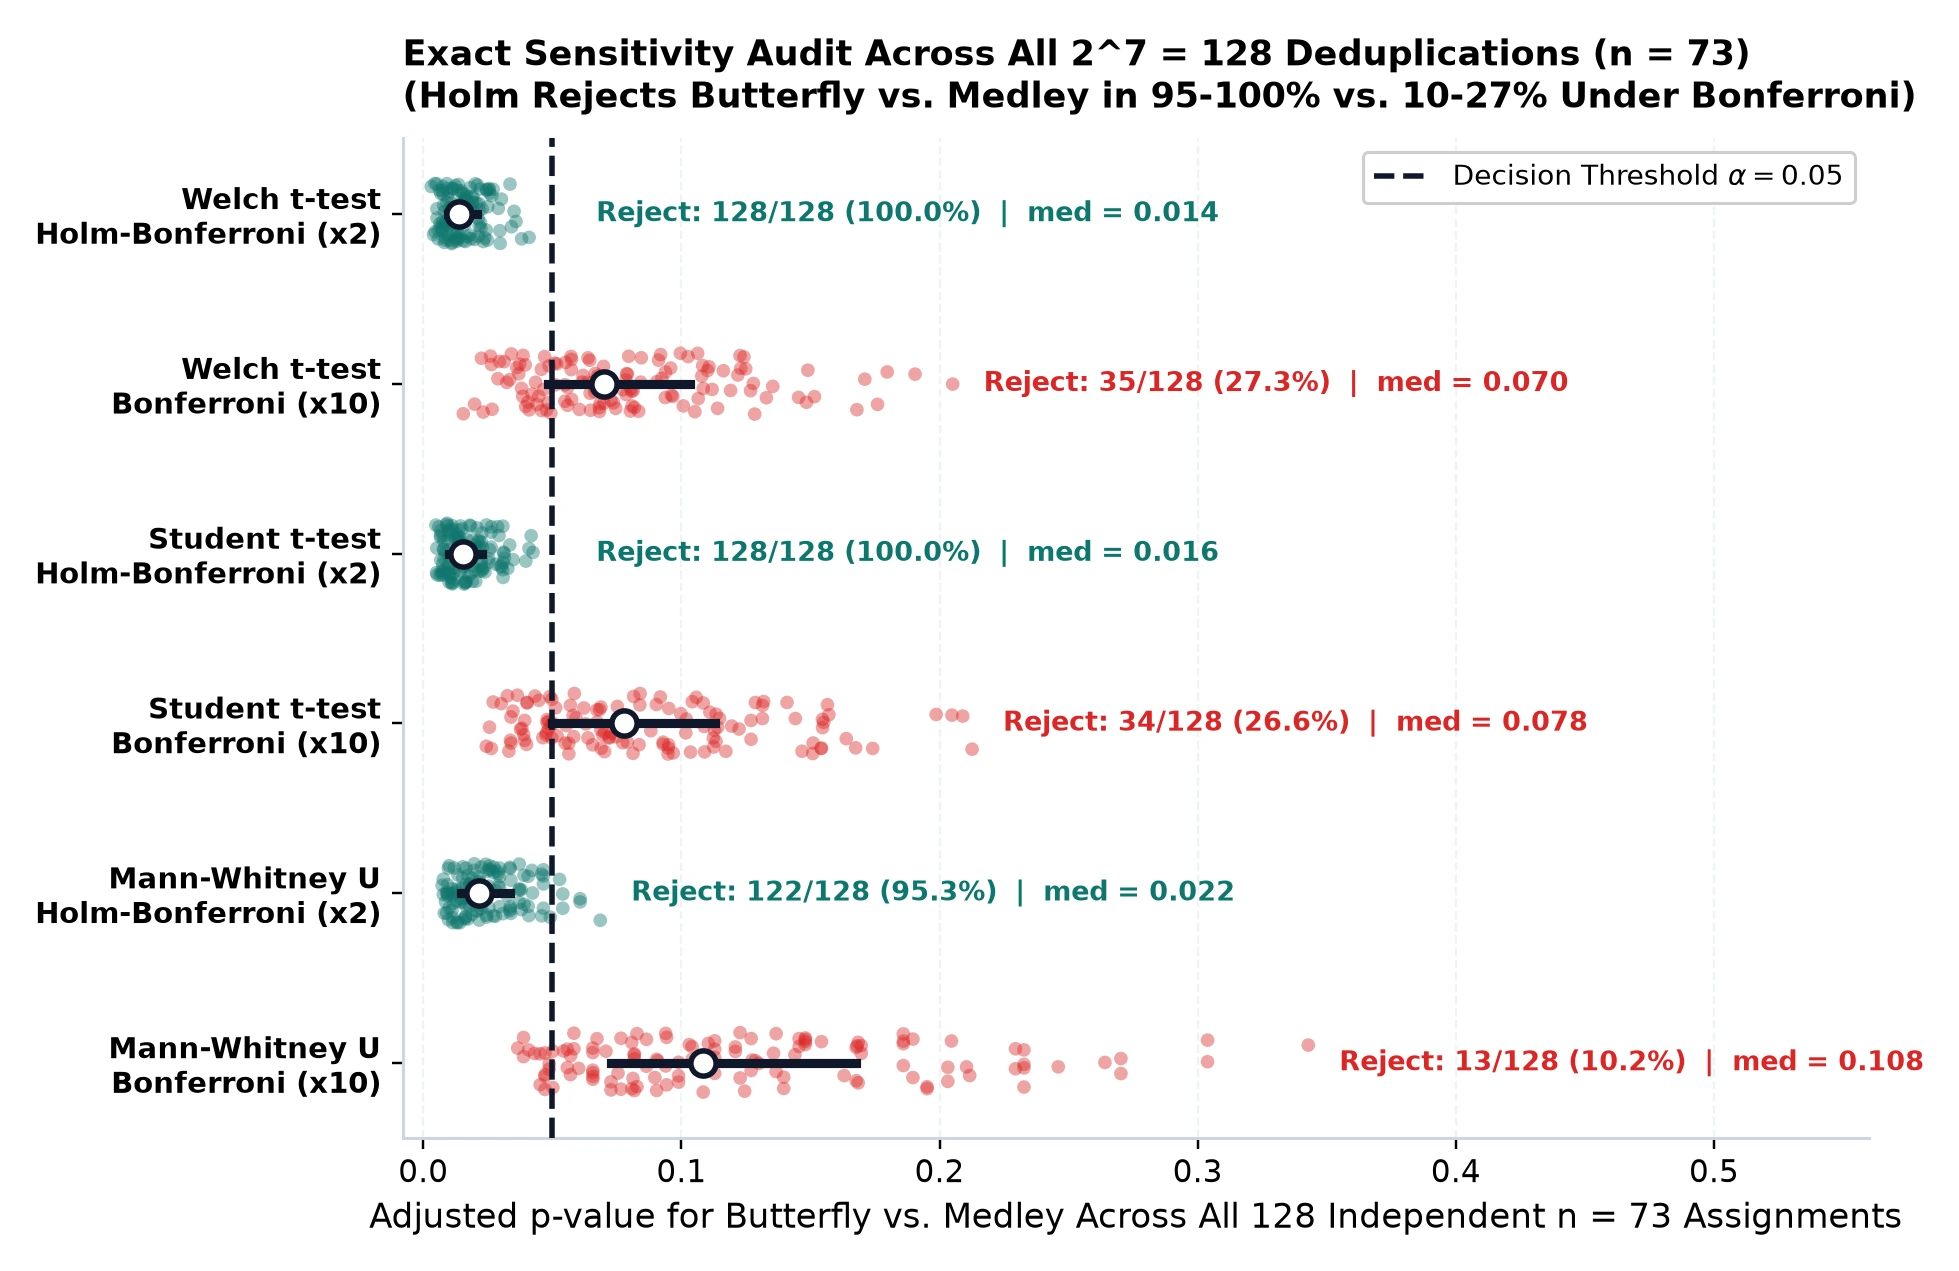 Exact Sensitivity Audit Across All 2^7 = 128 Deduplications (n = 73)
(Holm Rejects Butterfly vs. Medley in 95-100% vs. 10-27% Under Bonferroni)
Decision Threshold α = 0.05
Welch t-test
Holm-Bonferroni (x2)
Reject: 128/128 (100.0%) | med = 0.014
Welch t-test
Bonferroni (x10)
Reject: 35/128 (27.3%) | med = 0.070
Student t-test
Holm-Bonferroni (x2)
Reject: 128/128 (100.0%) | med = 0.016
Student t-test
Bonferroni (x10)
Reject: 34/128 (26.6%) | med = 0.078
Mann-Whitney U
Holm-Bonferroni (x2)
Reject: 122/128 (95.3%) | med = 0.022
Mann-Whitney U
Bonferroni (x10)
Reject: 13/128 (10.2%) | med = 0.108
0.0 0.1 0.2 0.3 0.4 0.5
Adjusted p-value for Butterfly vs. Medley Across All 128 Independent n = 73 Assignments